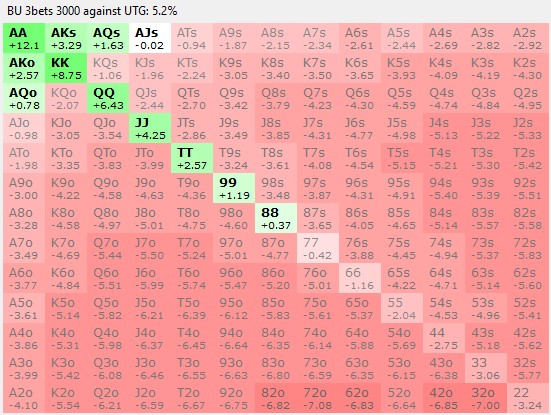 BU 3bets 3000 against UTG: 5.2%
AA AKs AQs AJs ATs A9s A8s A7s A6s A5s A4s A3s A2s
+12.1 +3.29 +1.63 -0.02 -0.94 -1.87 -2.15 -2.34 -2.61 -2.44 -2.69 -2.82 -2.92
AKo KK KQs KJs KTs K9s K8s K7s K6s K5s K4s K3s K2s
+2.57 +8.75 -1.06 -1.96 -2.24 -3.05 -3.40 -3.50 -3.65 -3.93 -4.09 -4.19 -4.30
AQo KQo QQ QJs QTs Q9s Q8s Q7s Q6s Q5s Q4s Q3s Q2s
+0.78 -2.07 +6.43 -2.44 -2.70 -3.42 -3.79 -4.23 -4.30 -4.59 -4.74 -4.84 -4.95
AJo KJo QJo JJ JTs J9s J8s J7s J6s J5s J4s J3s J2s
-0.98 -3.05 -3.54 +4.25 -2.86 -3.49 -3.85 -4.31 -4.77 -4.98 -5.13 -5.22 -5.33
ATo KTo QTo JTo TT T9s T8s T7s T6s T5s T4s T3s T2s
-1.98 -3.35 -3.83 -3.99 +2.57 -3.24 -3.61 -4.08 -4.54 -5.15 -5.21 -5.30 -5.42
A9o K9o Q9o J9o T9o 99 98s 97s 96s 95s 94s 93s 92s
-3.00 -4.22 -4.58 -4.63 -4.36 +1.19 -3.48 -3.87 -4.31 -4.91 -5.40 -5.39 -5.51
A8o K8o Q8o J8o T8o 98o 88 87s 86s 85s 84s 83s 82s
-3.28 -4.58 -4.97 -5.01 -4.75 -4.60 +0.37 -3.65 -4.05 -4.65 -5.14 -5.57 -5.58
A7o K7o Q7o J7o T7o 97o 87o 77 76s 75s 74s 73s 72s
-3.49 -4.69 -5.44 -5.50 -5.24 -5.01 -4.77 -0.42 -3.88 -4.45 -4.94 -5.37 -5.83
A6o K6o Q6o J6o T6o 96o 86o 76o 66 65s 64s 63s 62s
-3.77 -4.84 -5.51 -5.99 -5.74 -5.47 -5.20 -5.01 -1.16 -4.22 -4.71 -5.14 -5.60
A5o K5o Q5o J5o T5o 95o 85o 75o 65o 55 54s 53s 52s
-3.61 -5.14 -5.82 -6.21 -6.39 -6.12 -5.83 -5.61 -5.37 -2.04 -4.53 -4.96 -5.41
A4o K4o Q4o J4o T4o 94o 84o 74o 64o 54o 44 43s 42s
-3.86 -5.31 -5.98 -6.37 -6.45 -6.64 -6.35 -6.14 -5.88 -5.69 -2.75 -5.18 -5.62
A3o K3o Q3o J3o T3o 93o 83o 73o 63o 53o 43o 33 32s
-3.99 -5.42 -6.08 -6.46 -6.55 -6.63 -6.80 -6.59 -6.35 -6.15 -6.38 -3.06 -5.77
A2o K2o Q2o J2o T2o 92o 82o 72o 62o 52o 42o 32o 22
-4.10 -5.54 -6.21 -6.59 -6.67 -6.75 -6.82 -7.08 -6.83 -6.62 -6.85 -7.00 -3.24